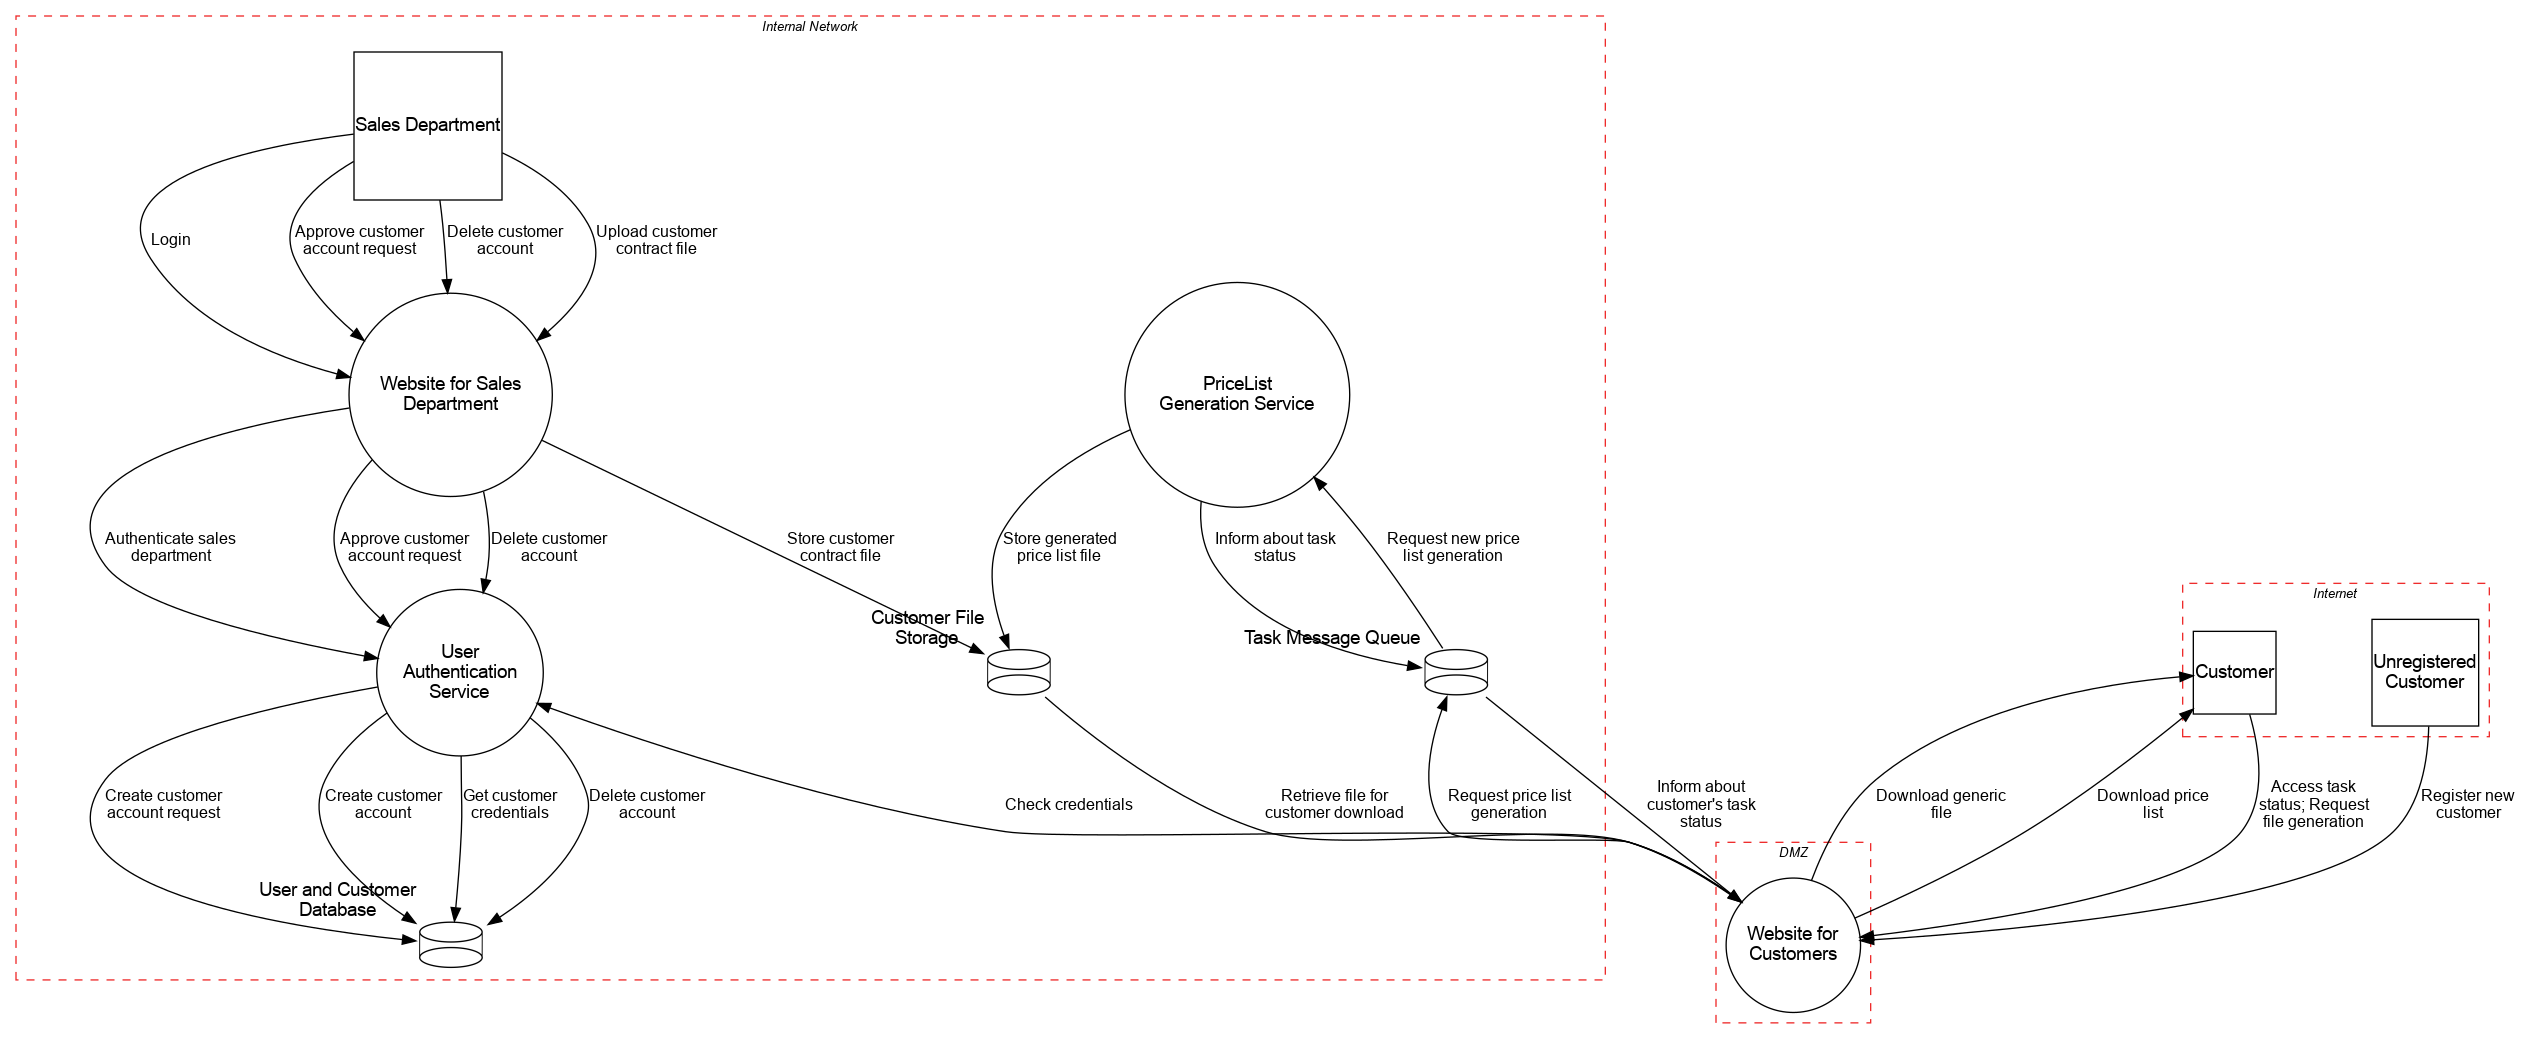 Internal Network
Sales Department
Login
Approve customer
account request
Delete customer
account
Upload customer
contract file
Website for Sales
Department
PriceList
Generation Service
Authenticate sales
department
Approve customer
account request
Delete customer
account
Store customer
contract file
Store generated
price list file
Inform about task
status
Request new price
list generation
Internet
Customer File
Storage
Task Message Queue
User
Authentication
Service
Customer
Unregistered
Customer
Create customer
account request
Create customer
account
Get customer
credentials
Delete customer
account
Check credentials
Retrieve file for
customer download
Request price list
generation
Inform about
customer's task
status
Download generic
file
Download price
list
Access task
status; Request
file generation
Register new
customer
DMZ
User and Customer
Database
Website for
Customers